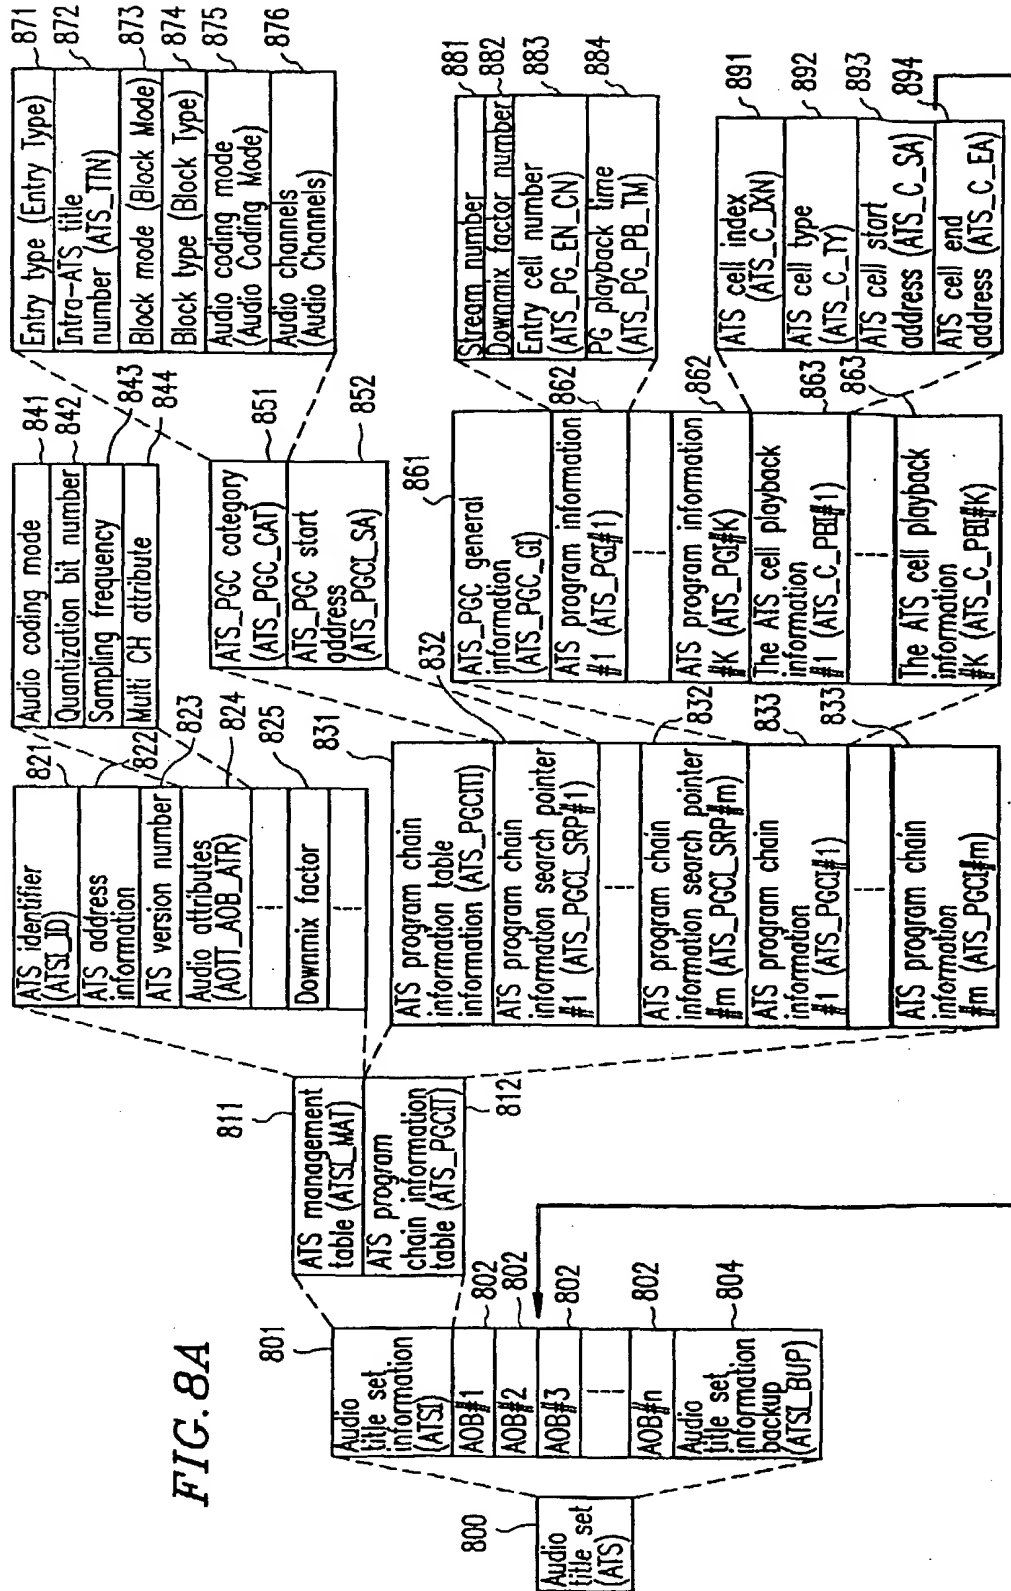 FIG. 8A
800
Audio
title set
(ATS)
801
Audio
title set
information
(ATSI)
AOB#1
802
AOB#2
802
AOB#3
802
AOB#n
802
Audio
title set
information
backup
(ATSI_BUP)
804
811
ATS management
table (ATSI_MAT)
ATS program
chain information
table (ATS_PGCIT)
812
ATS identifier
(ATSI_ID)
821
ATS address
information
822
ATS version number
823
Audio attributes
(AOTT_AOB_ATR)
824
Downmix factor
825
831
ATS program chain
information table
information (ATS_PGCITI)
ATS program chain
information search pointer
#1 (ATS_PGCI_SRP#1)
832
ATS program chain
information search pointer
#m (ATS_PGCI_SRP#m)
832
ATS program chain
information
#1 (ATS_PGCI#1)
833
ATS program chain
information
#m (ATS_PGCI#m)
833
Audio coding mode
841
Quantization bit number
842
Sampling frequency
843
Multi CH attribute
844
ATS_PGC category
(ATS_PGC_CAT)
851
ATS_PGC start
address
(ATS_PGCI_SA)
852
861
ATS_PGC general
information
(ATS_PGC_GI)
ATS program information
#1 (ATS_PGI#1)
862
ATS program information
#K (ATS_PGI#K)
862
The ATS cell playback
information
#1 (ATS_C_PBI#1)
863
The ATS cell playback
information
#K (ATS_C_PBI#K)
863
Entry type (Entry Type)
871
Intra-ATS title
number (ATS_TTN)
872
Block mode (Block Mode)
873
Block type (Block Type)
874
Audio coding mode
(Audio Coding Mode)
875
Audio channels
(Audio Channels)
876
Stream number
881
Downmix factor number
882
Entry cell number
(ATS_PG_EN_CN)
883
PG playback time
(ATS_PG_PB_TM)
884
ATS cell index
(ATS_C_IXN)
891
ATS cell type
(ATS_C_TY)
892
ATS cell start
address (ATS_C_SA)
893
ATS cell end
address (ATS_C_EA)
894